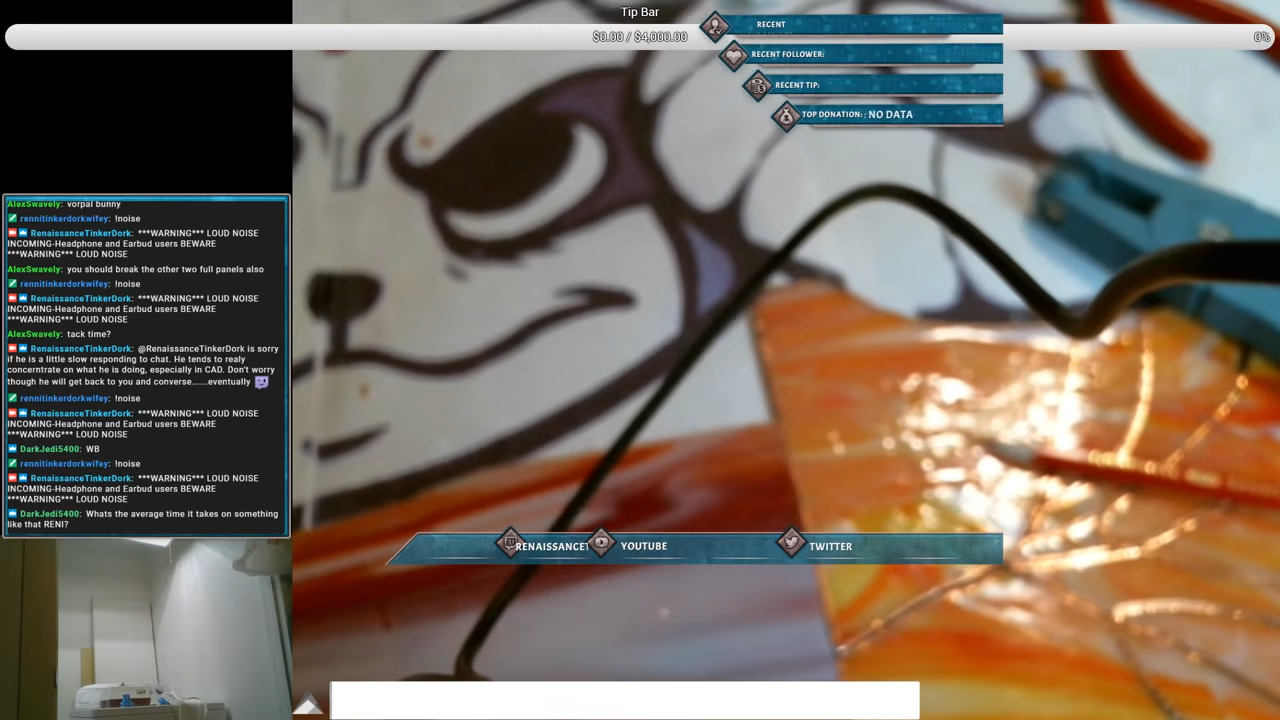 Tip Bar
$0.00 / $4,000.00
0%
RECENT
RECENT FOLLOWER:
RECENT TIP:
TOP DONATION: : NO DATA
AlexSwavely: vorpal bunny
rennitinkerdorkwifey: !noise
RenaissanceTinkerDork: ***WARNING*** LOUD NOISE
INCOMING-Headphone and Earbud users BEWARE
***WARNING*** LOUD NOISE
AlexSwavely: you should break the other two full panels also
rennitinkerdorkwifey: !noise
RenaissanceTinkerDork: ***WARNING*** LOUD NOISE
INCOMING-Headphone and Earbud users BEWARE
***WARNING*** LOUD NOISE
AlexSwavely: tack time?
RenaissanceTinkerDork: @RenaissanceTinkerDork is sorry
if he is a little slow responding to chat. He tends to realy
concerntrate on what he is doing, especially in CAD. Don't worry
though he will get back to you and converse......eventually
rennitinkerdorkwifey: !noise
RenaissanceTinkerDork: ***WARNING*** LOUD NOISE
INCOMING-Headphone and Earbud users BEWARE
***WARNING*** LOUD NOISE
DarkJedi5400: WB
rennitinkerdorkwifey: !noise
RenaissanceTinkerDork: ***WARNING*** LOUD NOISE
INCOMING-Headphone and Earbud users BEWARE
***WARNING*** LOUD NOISE
DarkJedi5400: Whats the average time it takes on something
like that RENI?
RENAISSANCET
YOUTUBE
TWITTER